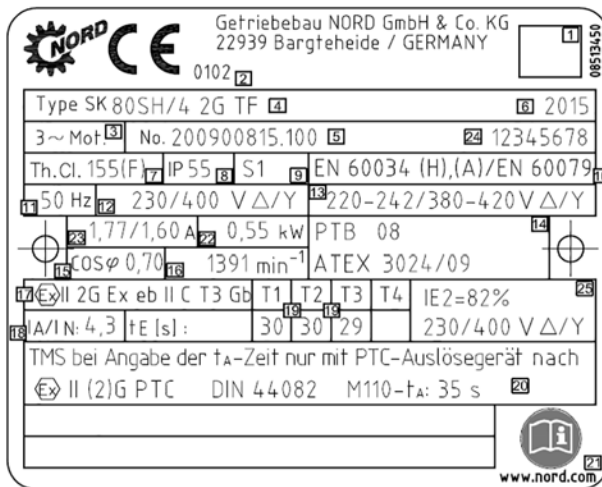 NORD CE Getriebebau NORD GmbH & Co. KG 1
22939 Bargteheide / GERMANY
0102 2
08513450
Type SK 80SH/4 2G TF 4 6 2015
3~ Mot. 3 No. 200900815.100 5 24 12345678
Th.Cl. 155(F) 7 IP 55 8 S1 9 EN 60034 (H),(A)/EN 60079
11 50 Hz 12 230/400 V Δ/Y 13 220-242/380-420V Δ/Y
23 1,77/1,60 A 22 0,55 kW PTB 08 14
15 COSφ 0,70 16 1391 min⁻¹ ATEX 3024/09
17 Ex II 2G Ex eb II C T3 Gb T1 T2 T3 T4 IE2=82% 25
19 19
18 IA/I N: 4,3 tE [s] : 30 30 29 230/400 V Δ/Y
TMS bei Angabe der tA-Zeit nur mit PTC-Auslösegerät nach
Ex II (2)G PTC DIN 44082 M110-tA: 35 s 20
21
www.nord.com